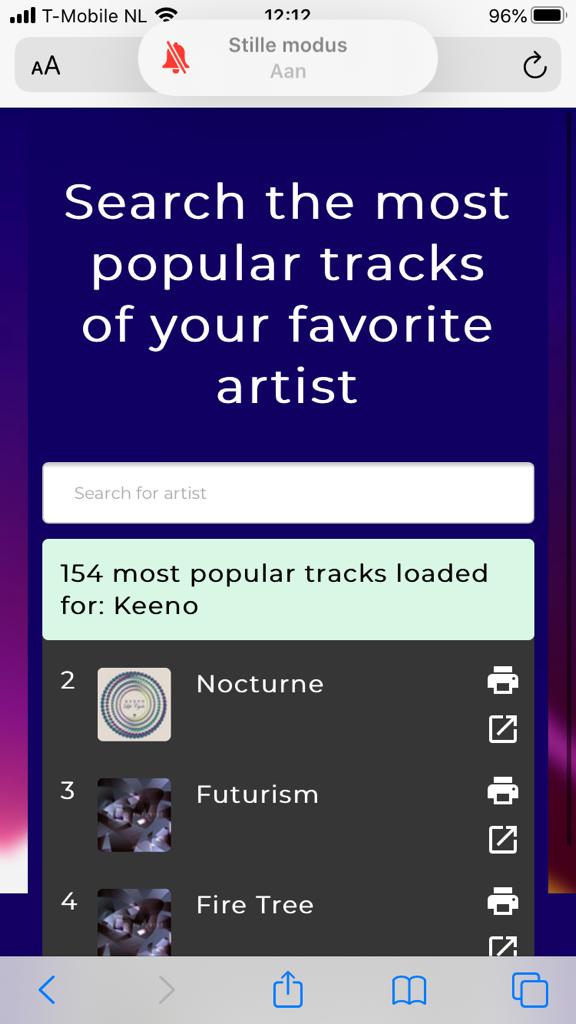 T-Mobile NL 12:12 96%
Stille modus
Aan
AA
Search the most
popular tracks
of your favorite
artist
Search for artist
154 most popular tracks loaded
for: Keeno
2 Nocturne
3 Futurism
4 Fire Tree